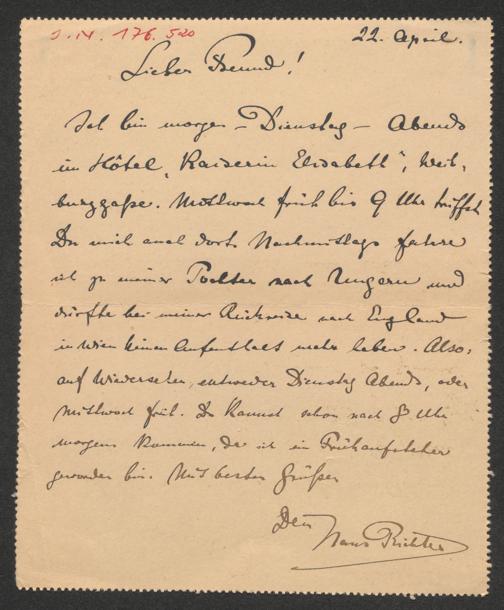 I.N. 176.520
22. April.
Lieber Freund!
Ich bin morgen – Dienstag – Abends
im Hôtel „Kaiserin Elisabeth", Weih-
burggaße. Mittwoch früh bis 9 Uhr triffst
Du mich auch dort. Nachmittags fahre
ich zu meiner Tochter nach Ungarn und
dürfte bei meiner Rückreise nach England
in Wien keinen Aufenthalt mehr haben. Also:
auf Wiedersehen, entweder Dienstag Abends, oder
Mittwoch früh. Du kannst schon nach 8 Uhr
morgens kommen, da ich ein Frühaufsteher
geworden bin. Mit besten Grüßen
Dein
Hans Richter